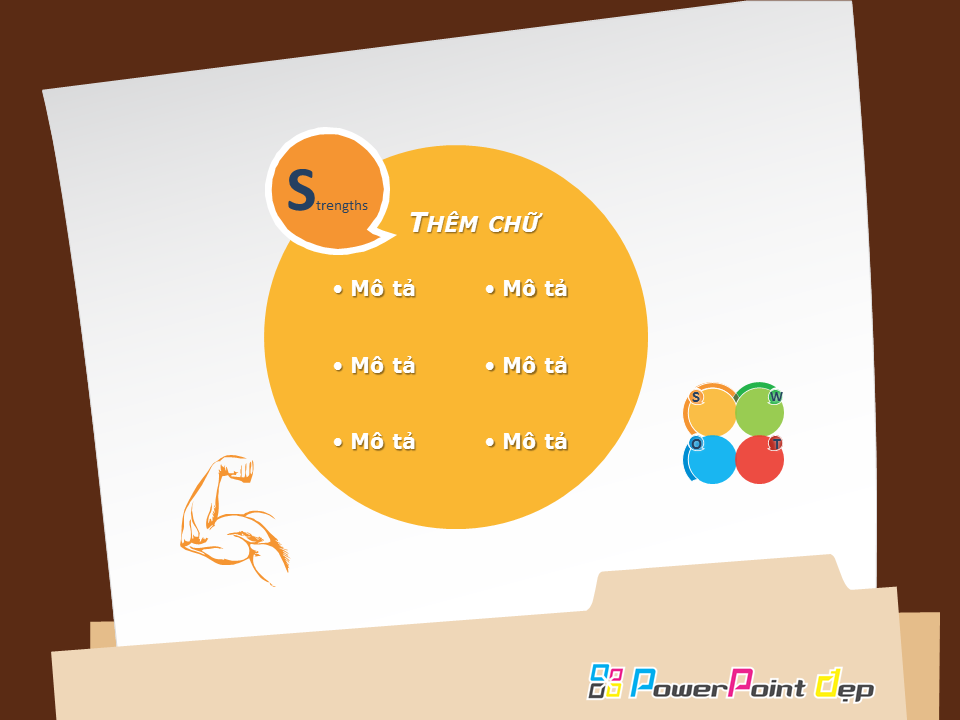 Strengths
THÊM CHỮ
• Mô tả
• Mô tả
• Mô tả
• Mô tả
• Mô tả
• Mô tả
S W
O T
PowerPoint đẹp